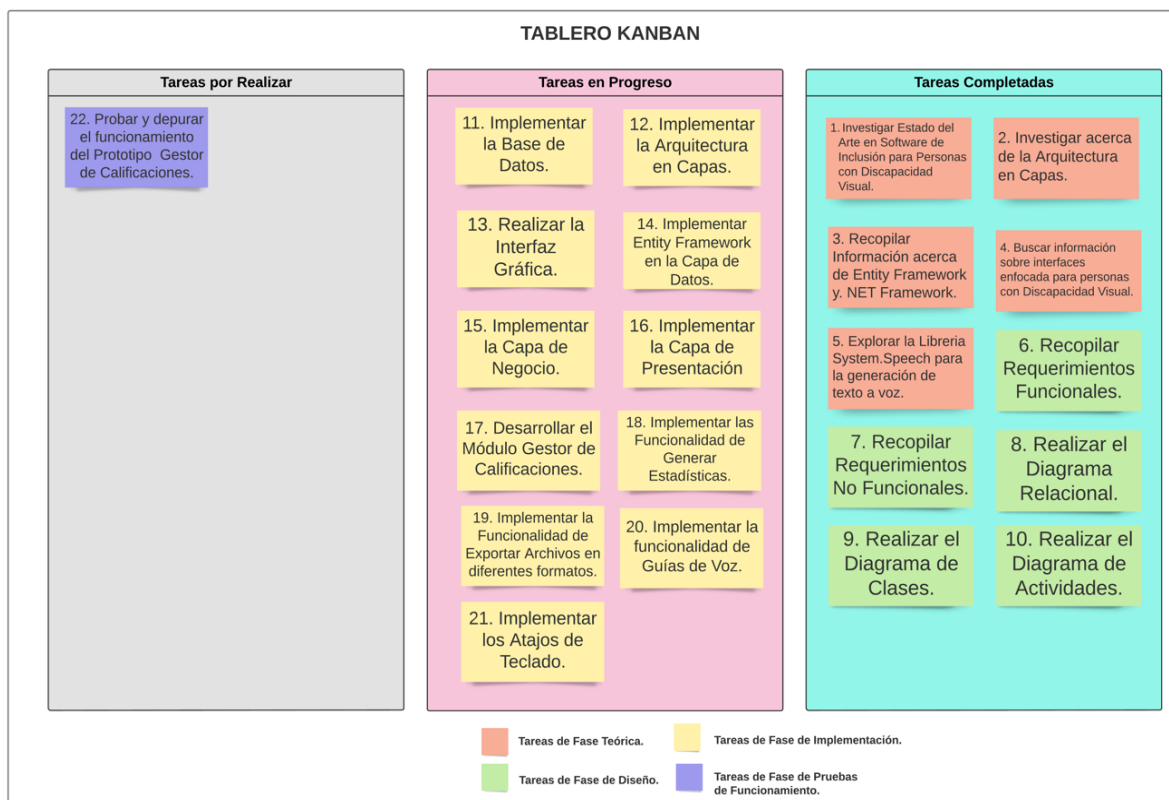 TABLERO KANBAN
Tareas por Realizar
22. Probar y depurar
el funcionamiento
del Prototipo Gestor
de Calificaciones.
Tareas en Progreso
11. Implementar
la Base de
Datos.
12. Implementar
la Arquitectura
en Capas.
13. Realizar la
Interfaz
Gráfica.
14. Implementar
Entity Framework
en la Capa de
Datos.
15. Implementar
la Capa de
Negocio.
16. Implementar
la Capa de
Presentación
17. Desarrollar el
Módulo Gestor de
Calificaciones.
18. Implementar las
Funcionalidad de
Generar
Estadísticas.
19. Implementar la
Funcionalidad de
Exportar Archivos en
diferentes formatos.
20. Implementar la
funcionalidad de
Guías de Voz.
21. Implementar
los Atajos de
Teclado.
Tareas Completadas
1. Investigar Estado del
Arte en Software de
Inclusión para Personas
con Discapacidad
Visual.
2. Investigar acerca
de la Arquitectura
en Capas.
3. Recopilar
Información acerca
de Entity Framework
y. NET Framework.
4. Buscar información
sobre interfaces
enfocada para personas
con Discapacidad Visual.
5. Explorar la Libreria
System.Speech para
la generación de
texto a voz.
6. Recopilar
Requerimientos
Funcionales.
7. Recopilar
Requerimientos
No Funcionales.
8. Realizar el
Diagrama
Relacional.
9. Realizar el
Diagrama de
Clases.
10. Realizar el
Diagrama de
Actividades.
Tareas de Fase Teórica.
Tareas de Fase de Implementación.
Tareas de Fase de Diseño.
Tareas de Fase de Pruebas
de Funcionamiento.